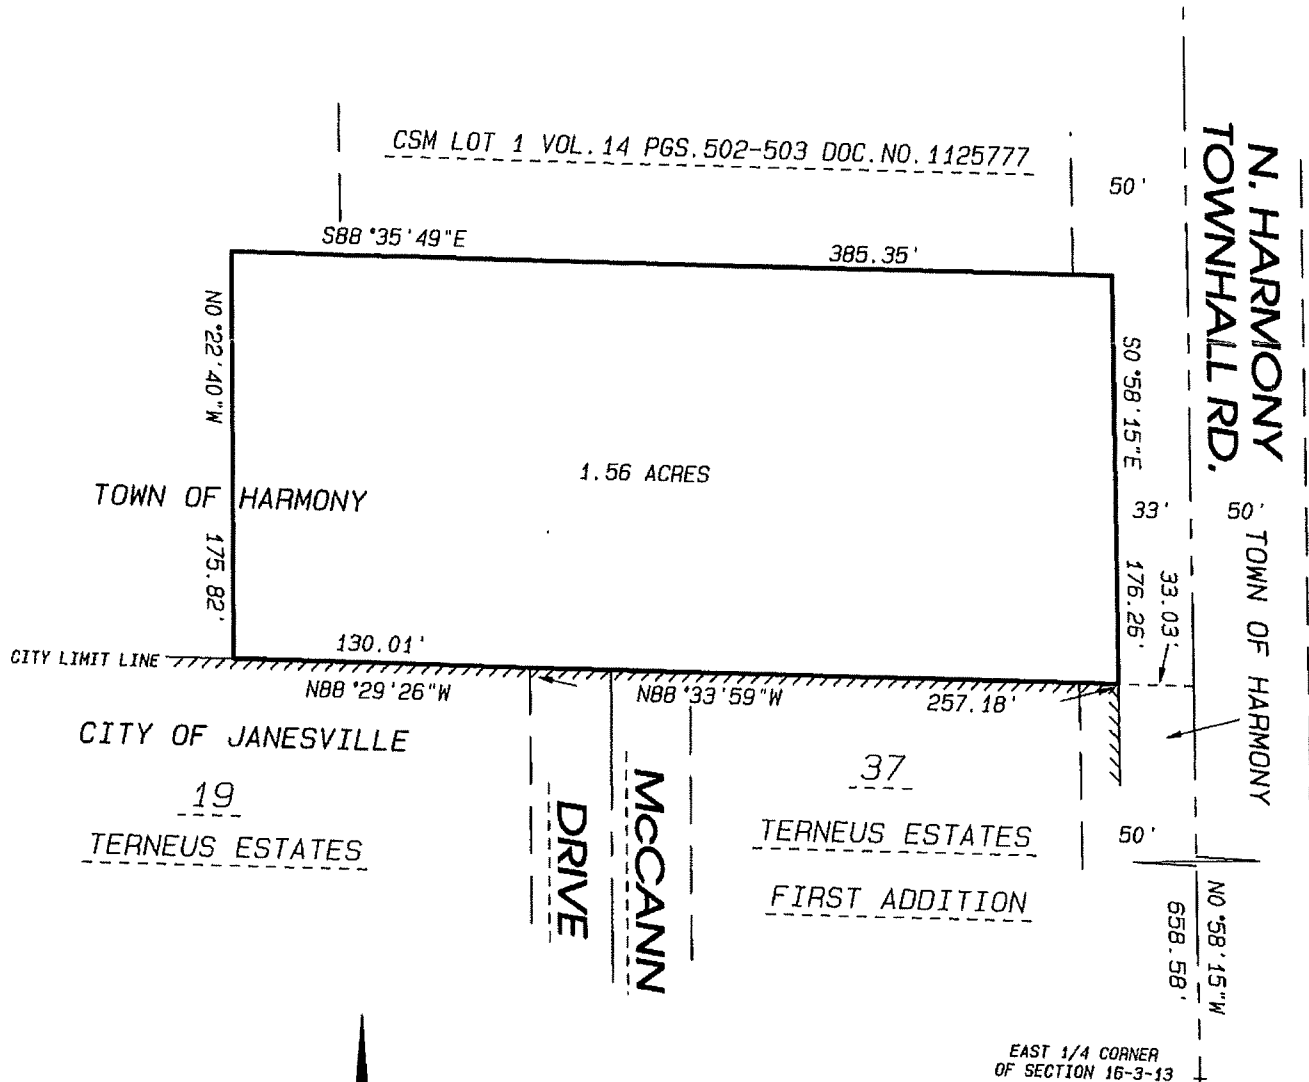 CSM LOT 1 VOL.14 PGS.502-503 DOC.NO.1125777
50'
N. HARMONY
TOWNHALL RD.
S88°35'49"E
385.35'
N0°22'40"W
175.82'
S0°58'15"E
176.26'
1.56 ACRES
TOWN OF HARMONY
33'
50'
33.03'
TOWN OF HARMONY
130.01'
CITY LIMIT LINE
N88°29'26"W
N88°33'59"W
257.18'
CITY OF JANESVILLE
19
TERNEUS ESTATES
McCANN
DRIVE
37
TERNEUS ESTATES
FIRST ADDITION
50'
N0°58'15"W
658.58'
EAST 1/4 CORNER
OF SECTION 16-3-13